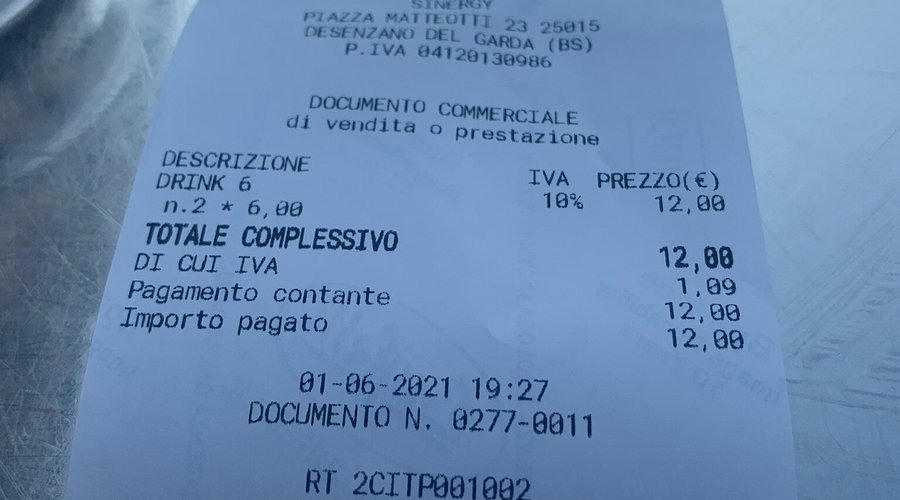 SINERGY
PIAZZA MATTEOTTI 23 25015
DESENZANO DEL GARDA (BS)
P.IVA 04120130986
DOCUMENTO COMMERCIALE
di vendita o prestazione
DESCRIZIONE IVA PREZZO(€)
DRINK 6 10% 12,00
n.2 * 6,00
TOTALE COMPLESSIVO 12,00
DI CUI IVA 1,09
Pagamento contante 12,00
Importo pagato 12,00
01-06-2021 19:27
DOCUMENTO N. 0277-0011
RT 2CITP001002